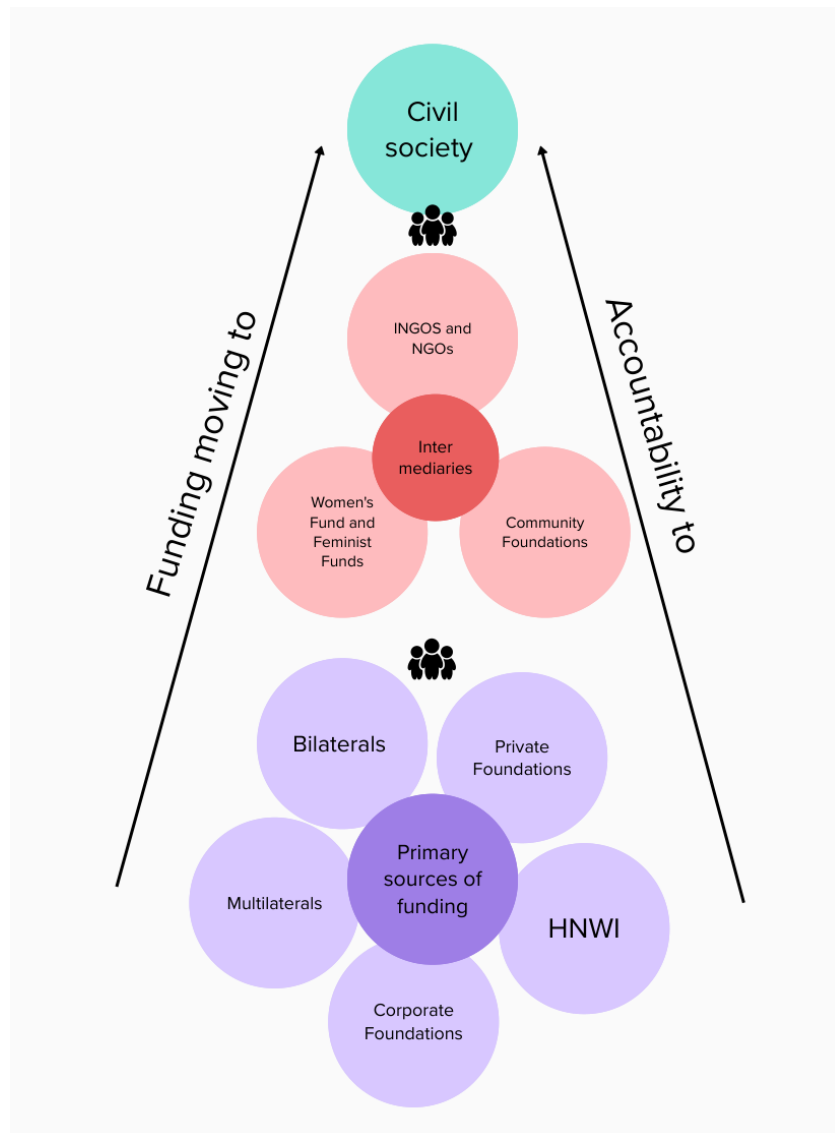 Civil
society
Funding moving to
Accountability to
INGOS and
NGOs
Inter
mediaries
Women's
Fund and
Feminist
Funds
Community
Foundations
Bilaterals
Private
Foundations
Primary
sources of
funding
Multilaterals
HNWI
Corporate
Foundations